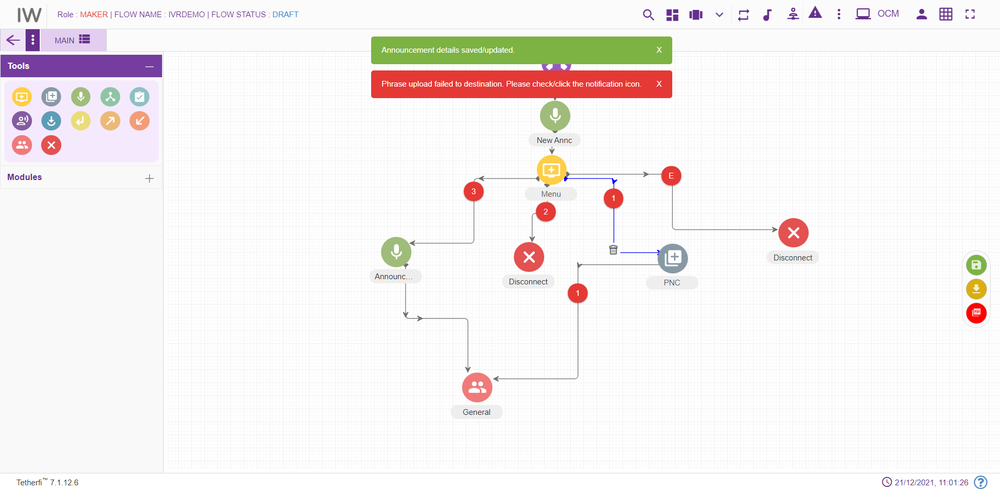 IW
Role : MAKER | FLOW NAME : IVRDEMO | FLOW STATUS : DRAFT
OCM
MAIN
Announcement details saved/updated.
X
Tools
Phrase upload failed to destination. Please check/click the notification icon.
X
New Annc
Modules
E
3
Menu
1
2
Disconnect
Announc...
Disconnect
PNC
1
PDF
General
Tetherfi™ 7.1.12.6
21/12/2021, 11:01:26
?